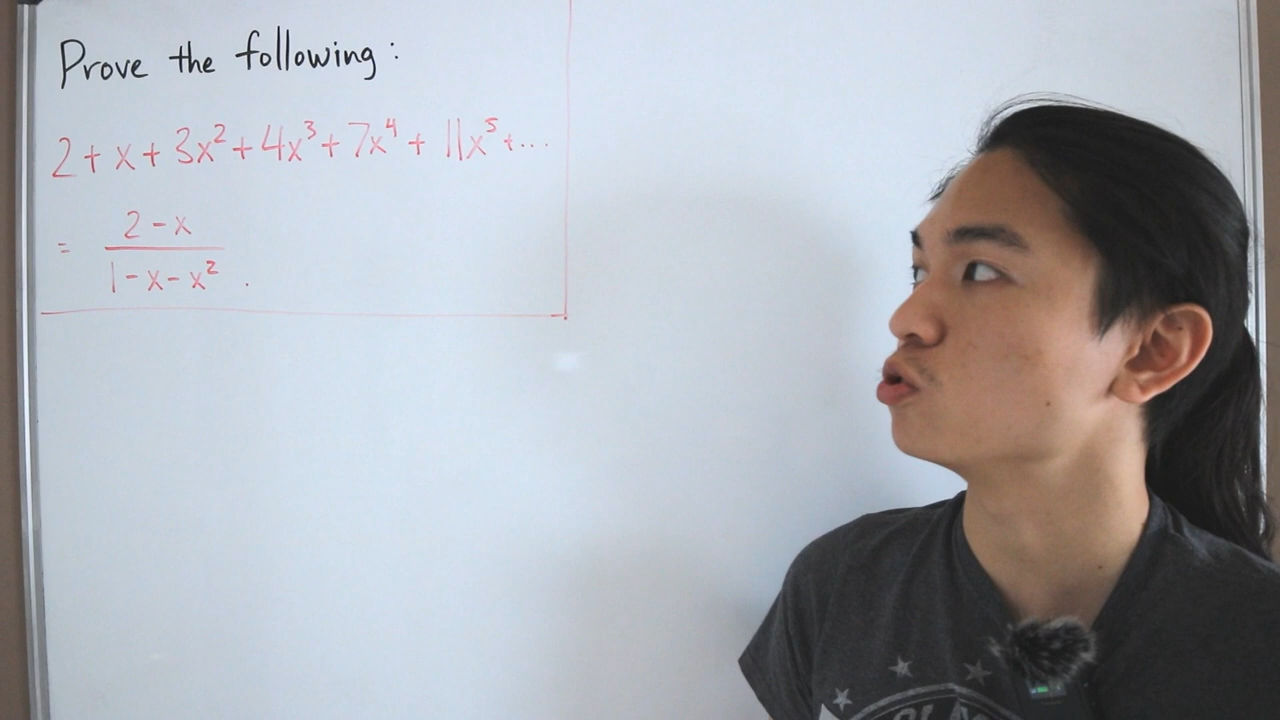 Prove the following:
2 + x + 3x² + 4x³ + 7x⁴ + 11x⁵ + ...
= (2 - x) / (1 - x - x²) .